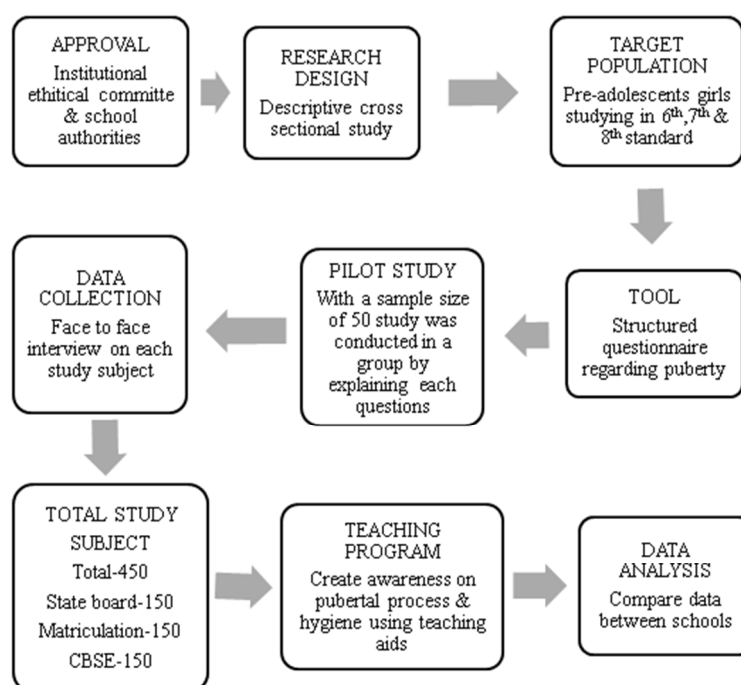 APPROVAL
Institutional
ethitical committe
& school
authorities
RESEARCH
DESIGN
Descriptive cross
sectional study
TARGET
POPULATION
Pre-adolescents girls
studying in 6th,7th &
8th standard
TOOL
Structured
questionnaire
regarding puberty
PILOT STUDY
With a sample size
of 50 study was
conducted in a
group by
explaining each
questions
DATA
COLLECTION
Face to face
interview on each
study subject
TOTAL STUDY
SUBJECT
Total-450
State board-150
Matriculation-150
CBSE-150
TEACHING
PROGRAM
Create awareness on
pubertal process &
hygiene using teaching
aids
DATA
ANALYSIS
Compare data
between schools